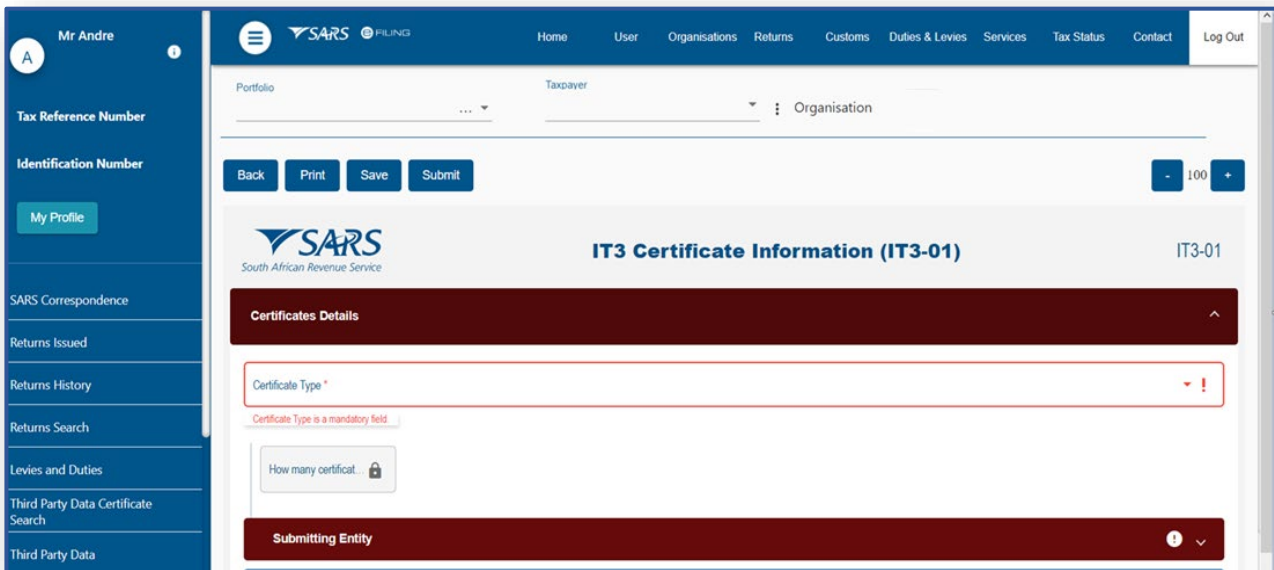 Mr Andre
A
Tax Reference Number
Identification Number
My Profile
SARS Correspondence
Returns Issued
Returns History
Returns Search
Levies and Duties
Third Party Data Certificate
Search
Third Party Data
SARS e FILING
Home User Organisations Returns Customs Duties & Levies Services Tax Status Contact Log Out
Portfolio
...
Taxpayer
Organisation
Back Print Save Submit
- 100 +
SARS
South African Revenue Service
IT3 Certificate Information (IT3-01)
IT3-01
Certificates Details
Certificate Type *
Certificate Type is a mandatory field.
How many certificat...
Submitting Entity